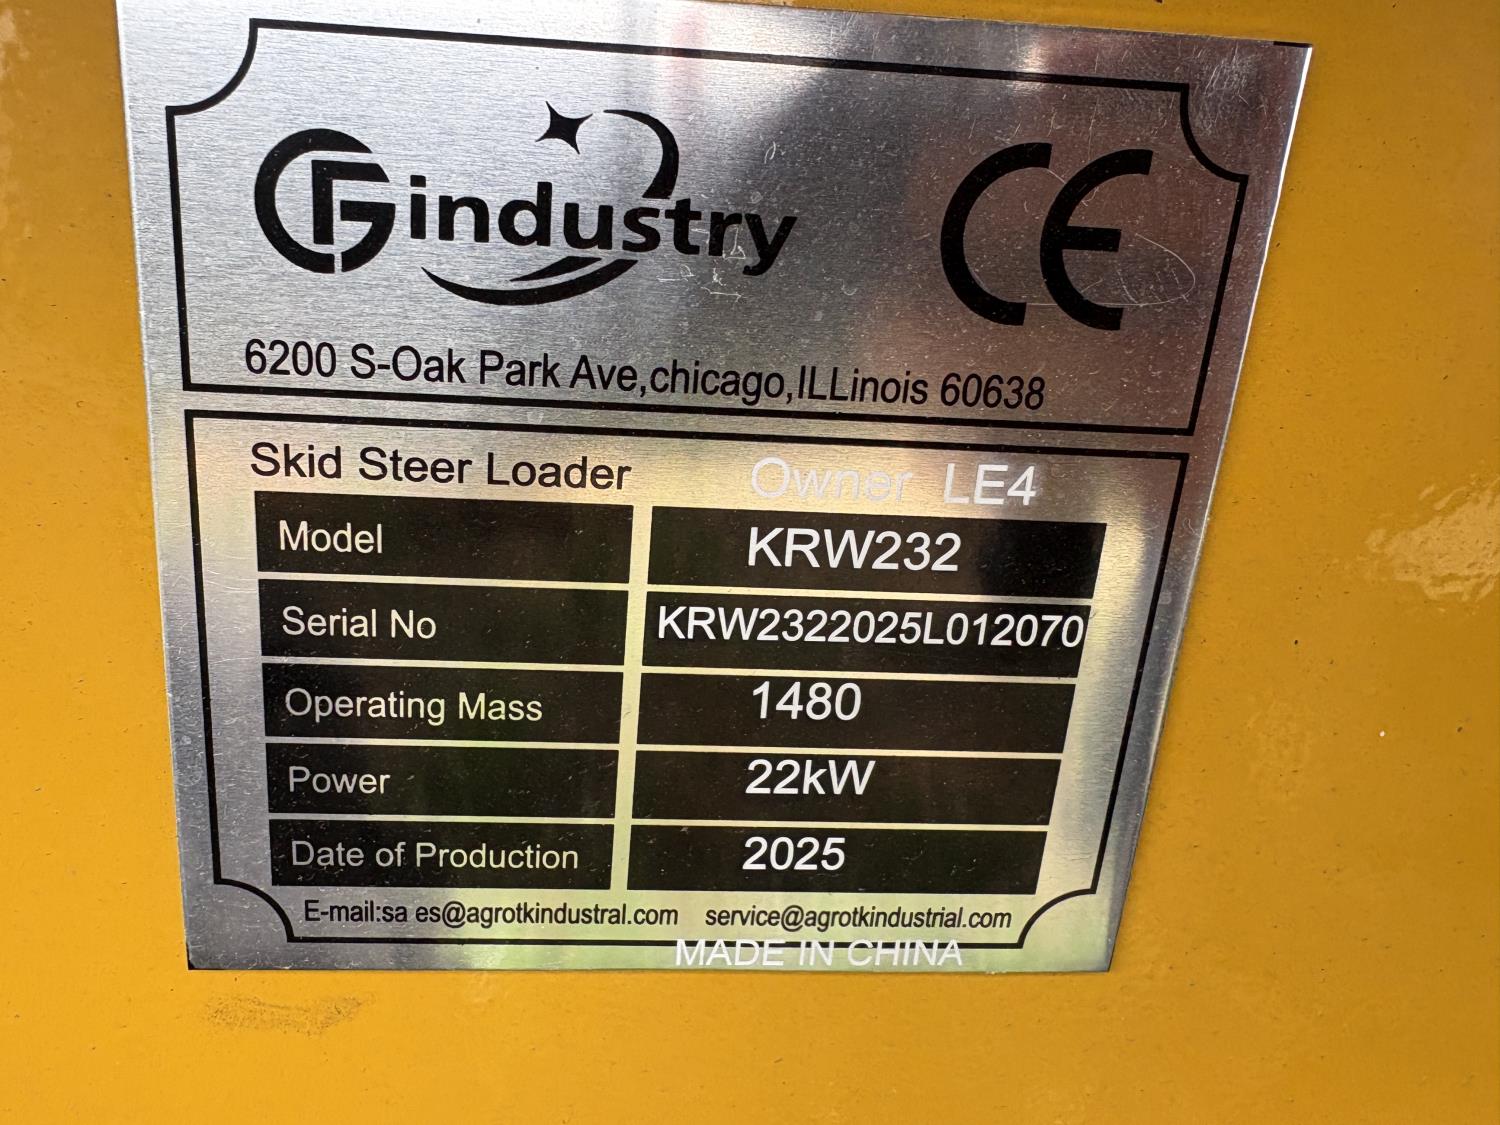 GF industry CE
6200 S-Oak Park Ave,chicago,ILLinois 60638
Skid Steer Loader Owner LE4
Model KRW232
Serial No KRW2322025L012070
Operating Mass 1480
Power 22kW
Date of Production 2025
E-mail:sa es@agrotkindustral.com service@agrotkindustrial.com
MADE IN CHINA